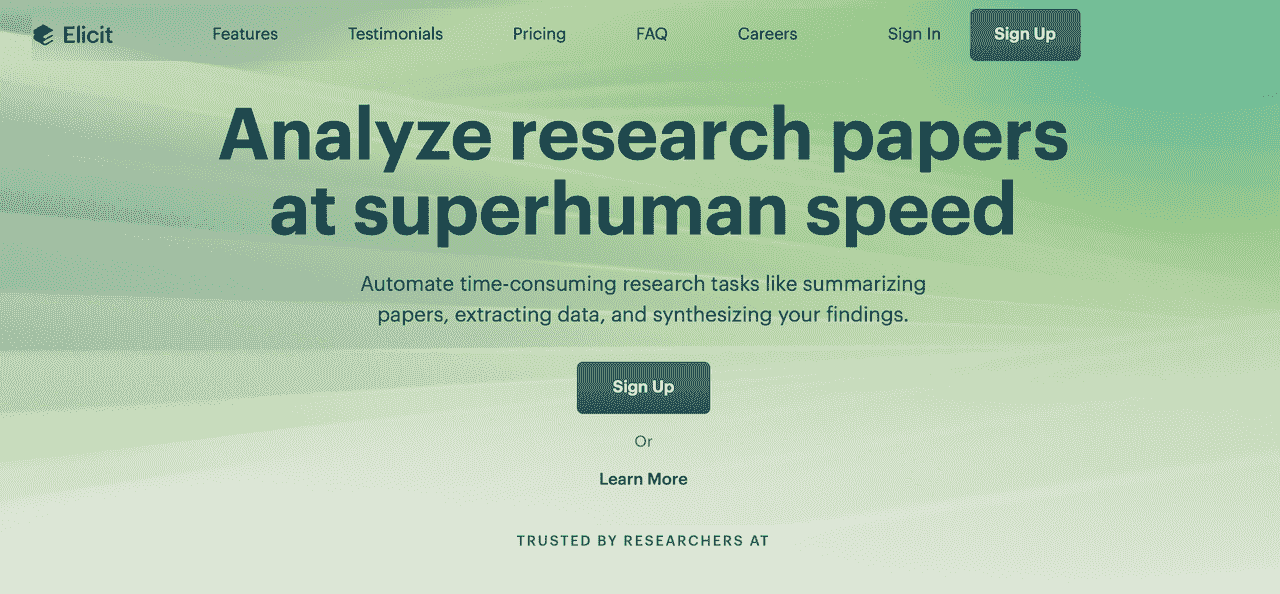 Elicit
Features
Testimonials
Pricing
FAQ
Careers
Sign In
Sign Up
Analyze research papers
at superhuman speed
Automate time-consuming research tasks like summarizing
papers, extracting data, and synthesizing your findings.
Sign Up
Or
Learn More
TRUSTED BY RESEARCHERS AT